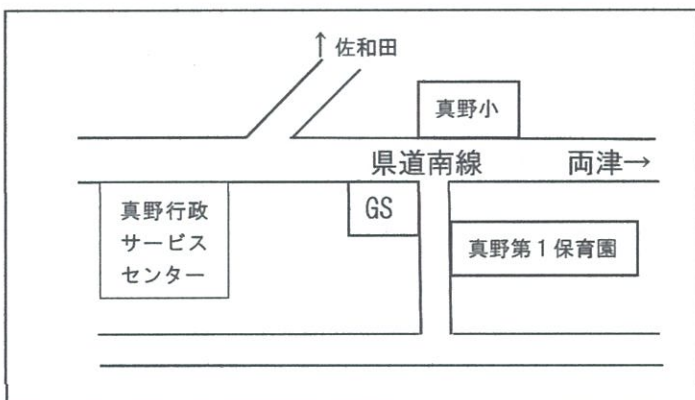 ↑ 佐和田
真野小
県道南線　両津→
真野行政
サービス
センター
GS
真野第1保育園